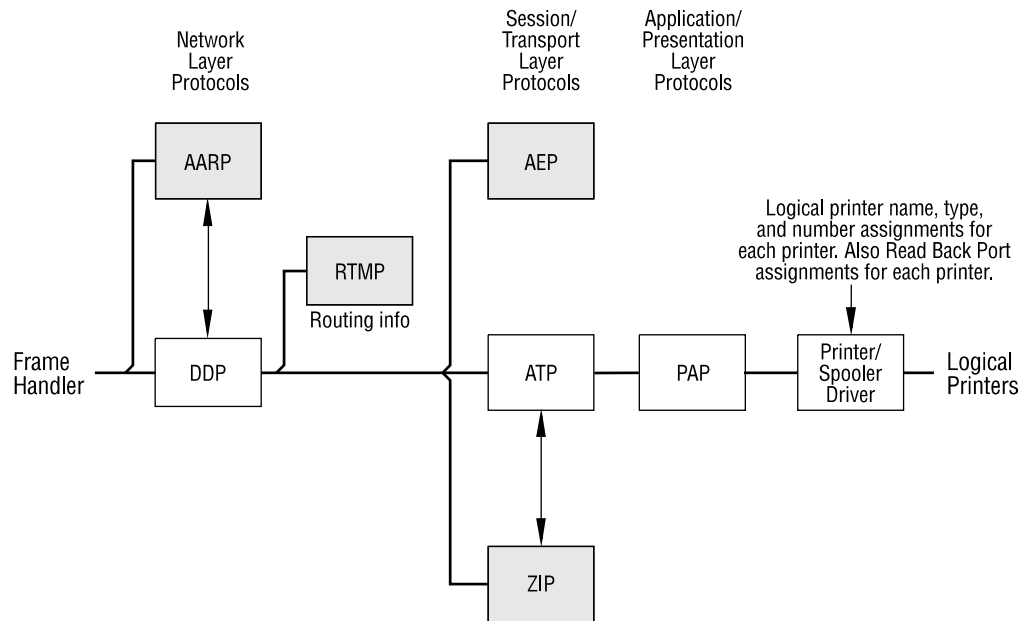 Network
Layer
Protocols
Session/
Transport
Layer
Protocols
Application/
Presentation
Layer
Protocols
AARP
AEP
Logical printer name, type,
and number assignments for
each printer. Also Read Back Port
assignments for each printer.
RTMP
Routing info
Frame
Handler
DDP
ATP
PAP
Printer/
Spooler
Driver
Logical
Printers
ZIP